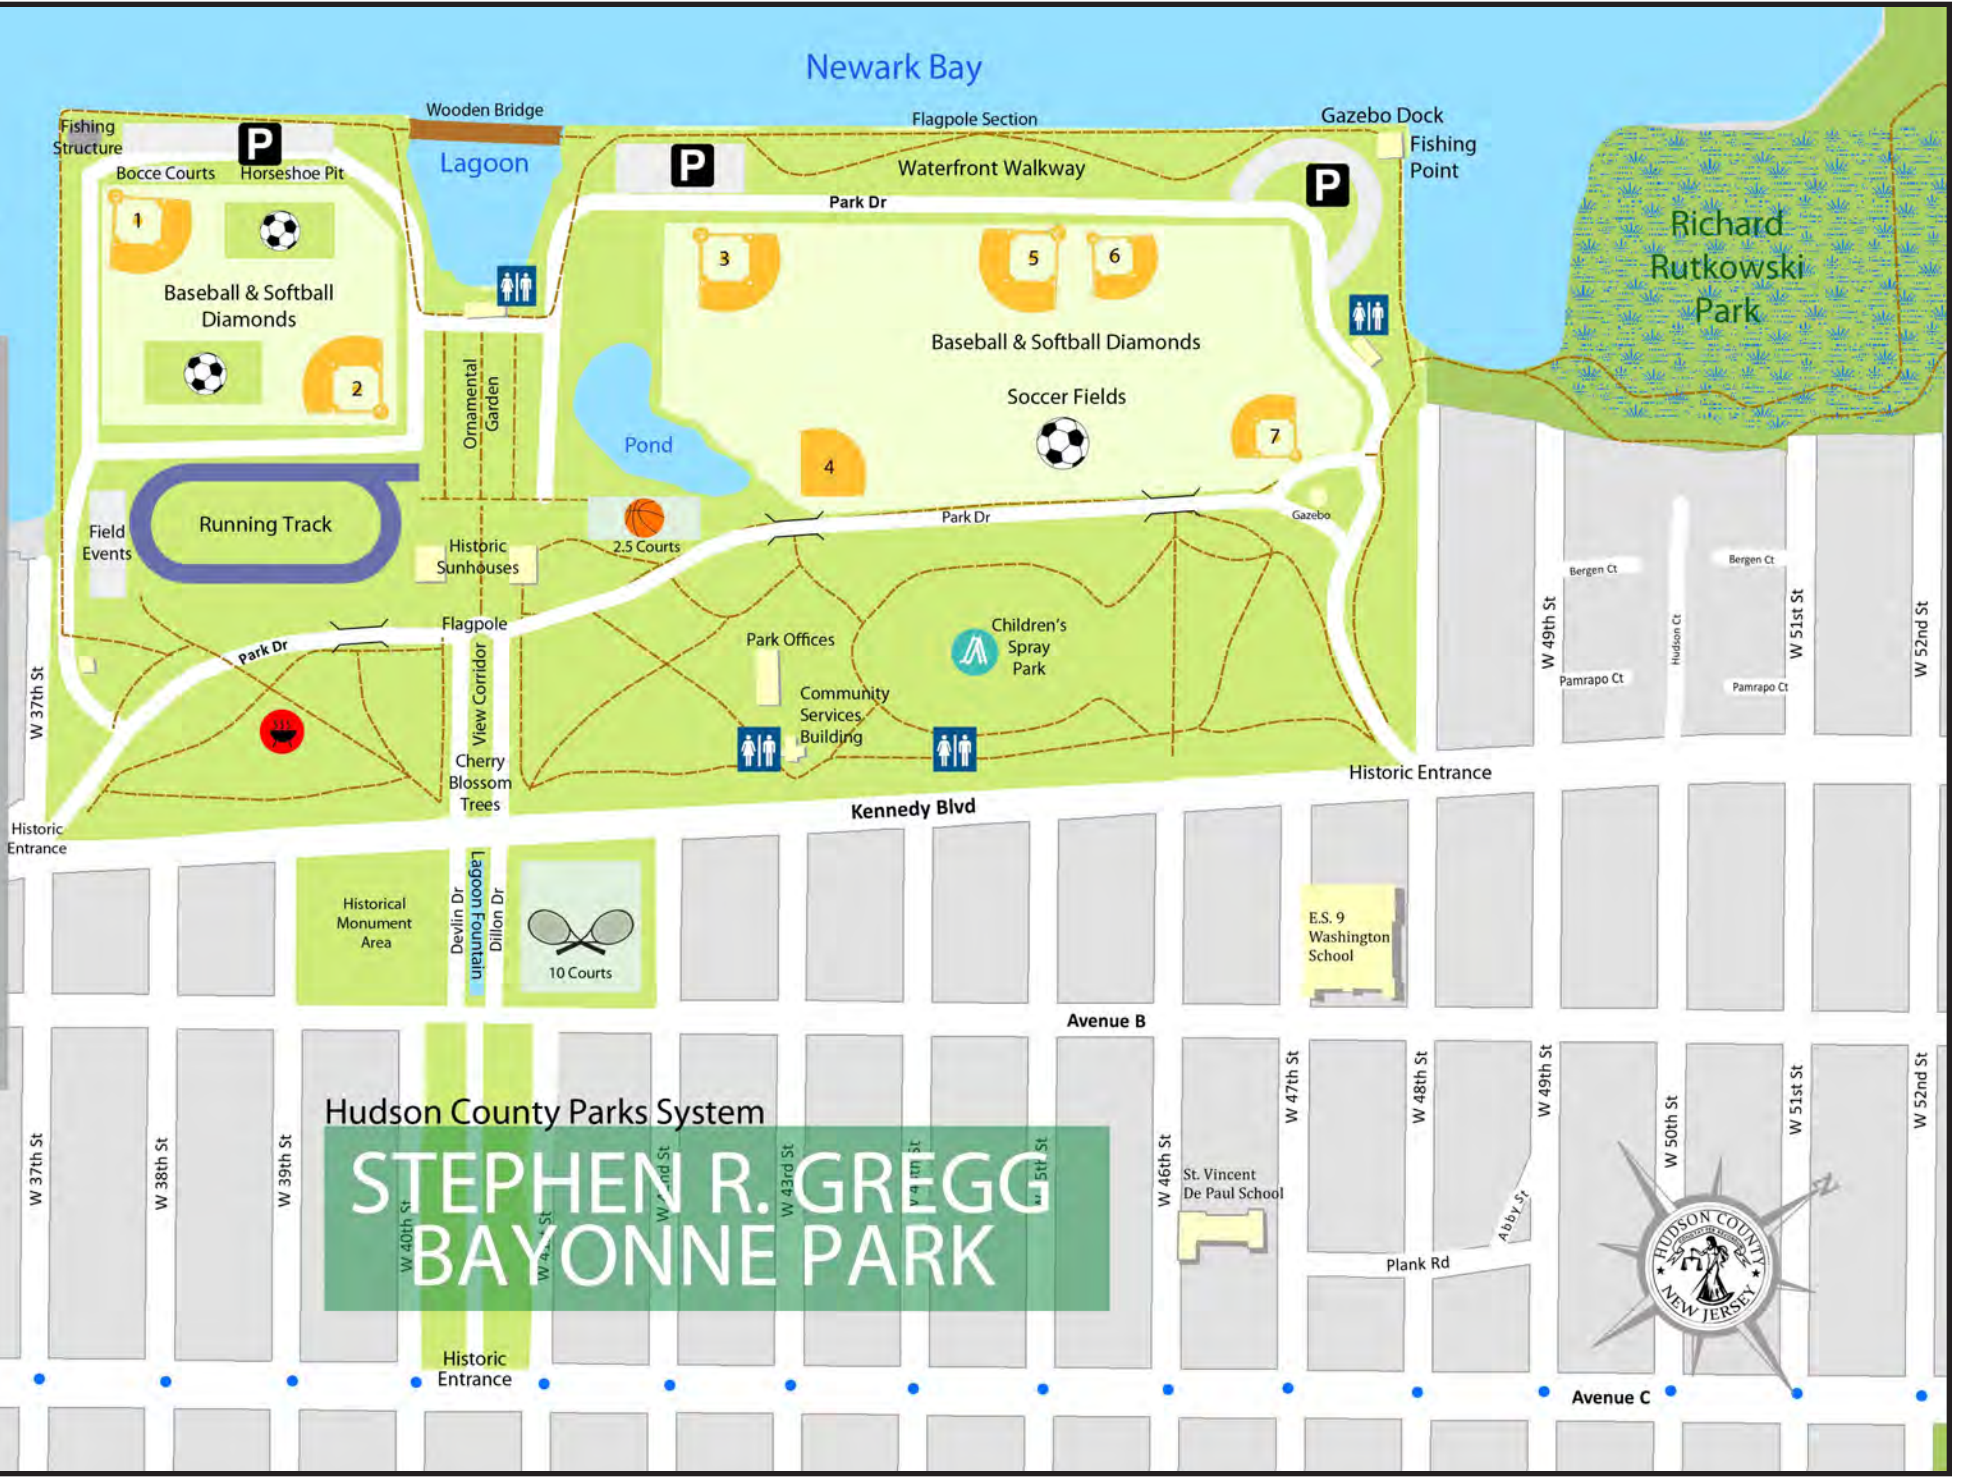 Newark Bay
Wooden Bridge
Flagpole Section
Gazebo Dock
Fishing
Structure
P
Lagoon
P
Waterfront Walkway
P
Fishing
Point
Bocce Courts
Horseshoe Pit
Park Dr
1
3
5
6
Richard
Rutkowski
Park
Baseball & Softball
Diamonds
2
Ornamental
Garden
Baseball & Softball Diamonds
Soccer Fields
Pond
4
7
Field
Events
Running Track
Historic
Sunhouses
2.5 Courts
Park Dr
Gazebo
Bergen Ct
Bergen Ct
Hudson Ct
Pamrapo Ct
Pamrapo Ct
W 49th St
W 51st St
W 52nd St
W 37th St
Park Dr
Flagpole
View Corridor
Park Offices
Children's
Spray
Park
Community
Services
Building
Cherry
Blossom
Trees
Historic
Entrance
Historic Entrance
Kennedy Blvd
Historical
Monument
Area
Devlin Dr
Lagoon Fountain
Dillon Dr
10 Courts
E.S. 9
Washington
School
Avenue B
W 37th St
W 38th St
W 39th St
W 40th St
W 43rd St
W 46th St
W 47th St
W 48th St
W 49th St
W 50th St
W 51st St
W 52nd St
Hudson County Parks System
STEPHEN R. GREGG
BAYONNE PARK
St. Vincent
De Paul School
Abby St
Plank Rd
N
HUDSON COUNTY
NEW JERSEY
Historic
Entrance
Avenue C